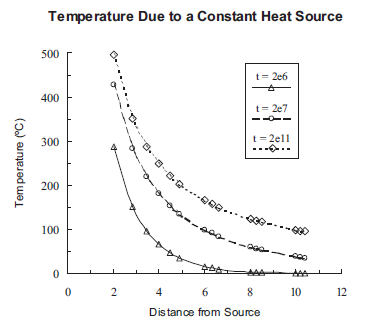 Temperature Due to a Constant Heat Source
500
400
300
200
100
0
Temperature (ºC)
t = 2e6
t = 2e7
t = 2e11
0 2 4 6 8 10 12
Distance from Source